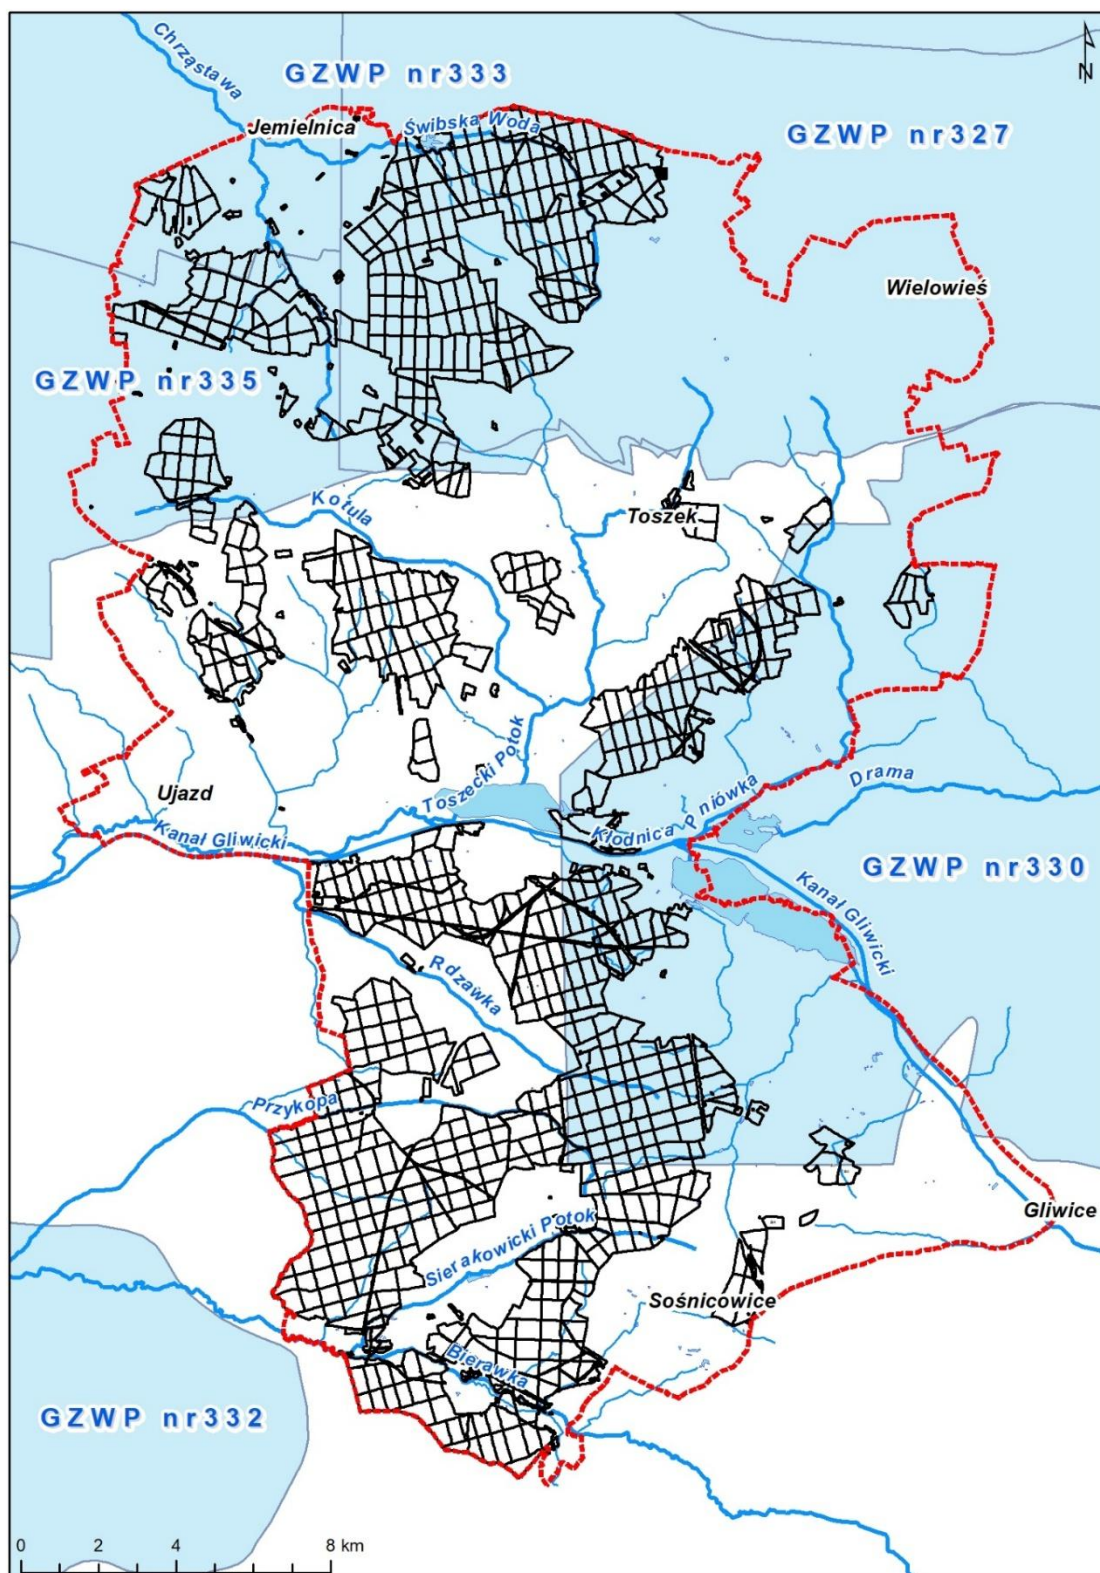 Chrząstawa
GZWP nr333
Jemielnica
Świbska Woda
GZWP nr327
N
Wielowieś
GZWP nr335
Kotula
Toszek
Toszecki Potok
Ujazd
Kanał Gliwicki
Kłodnica
Pniówka
Drama
GZWP nr330
Kanał Gliwicki
Rdzawka
Przykopa
Gliwice
Sierakowicki Potok
Sośnicowice
Bierawka
GZWP nr332
0 2 4 8 km